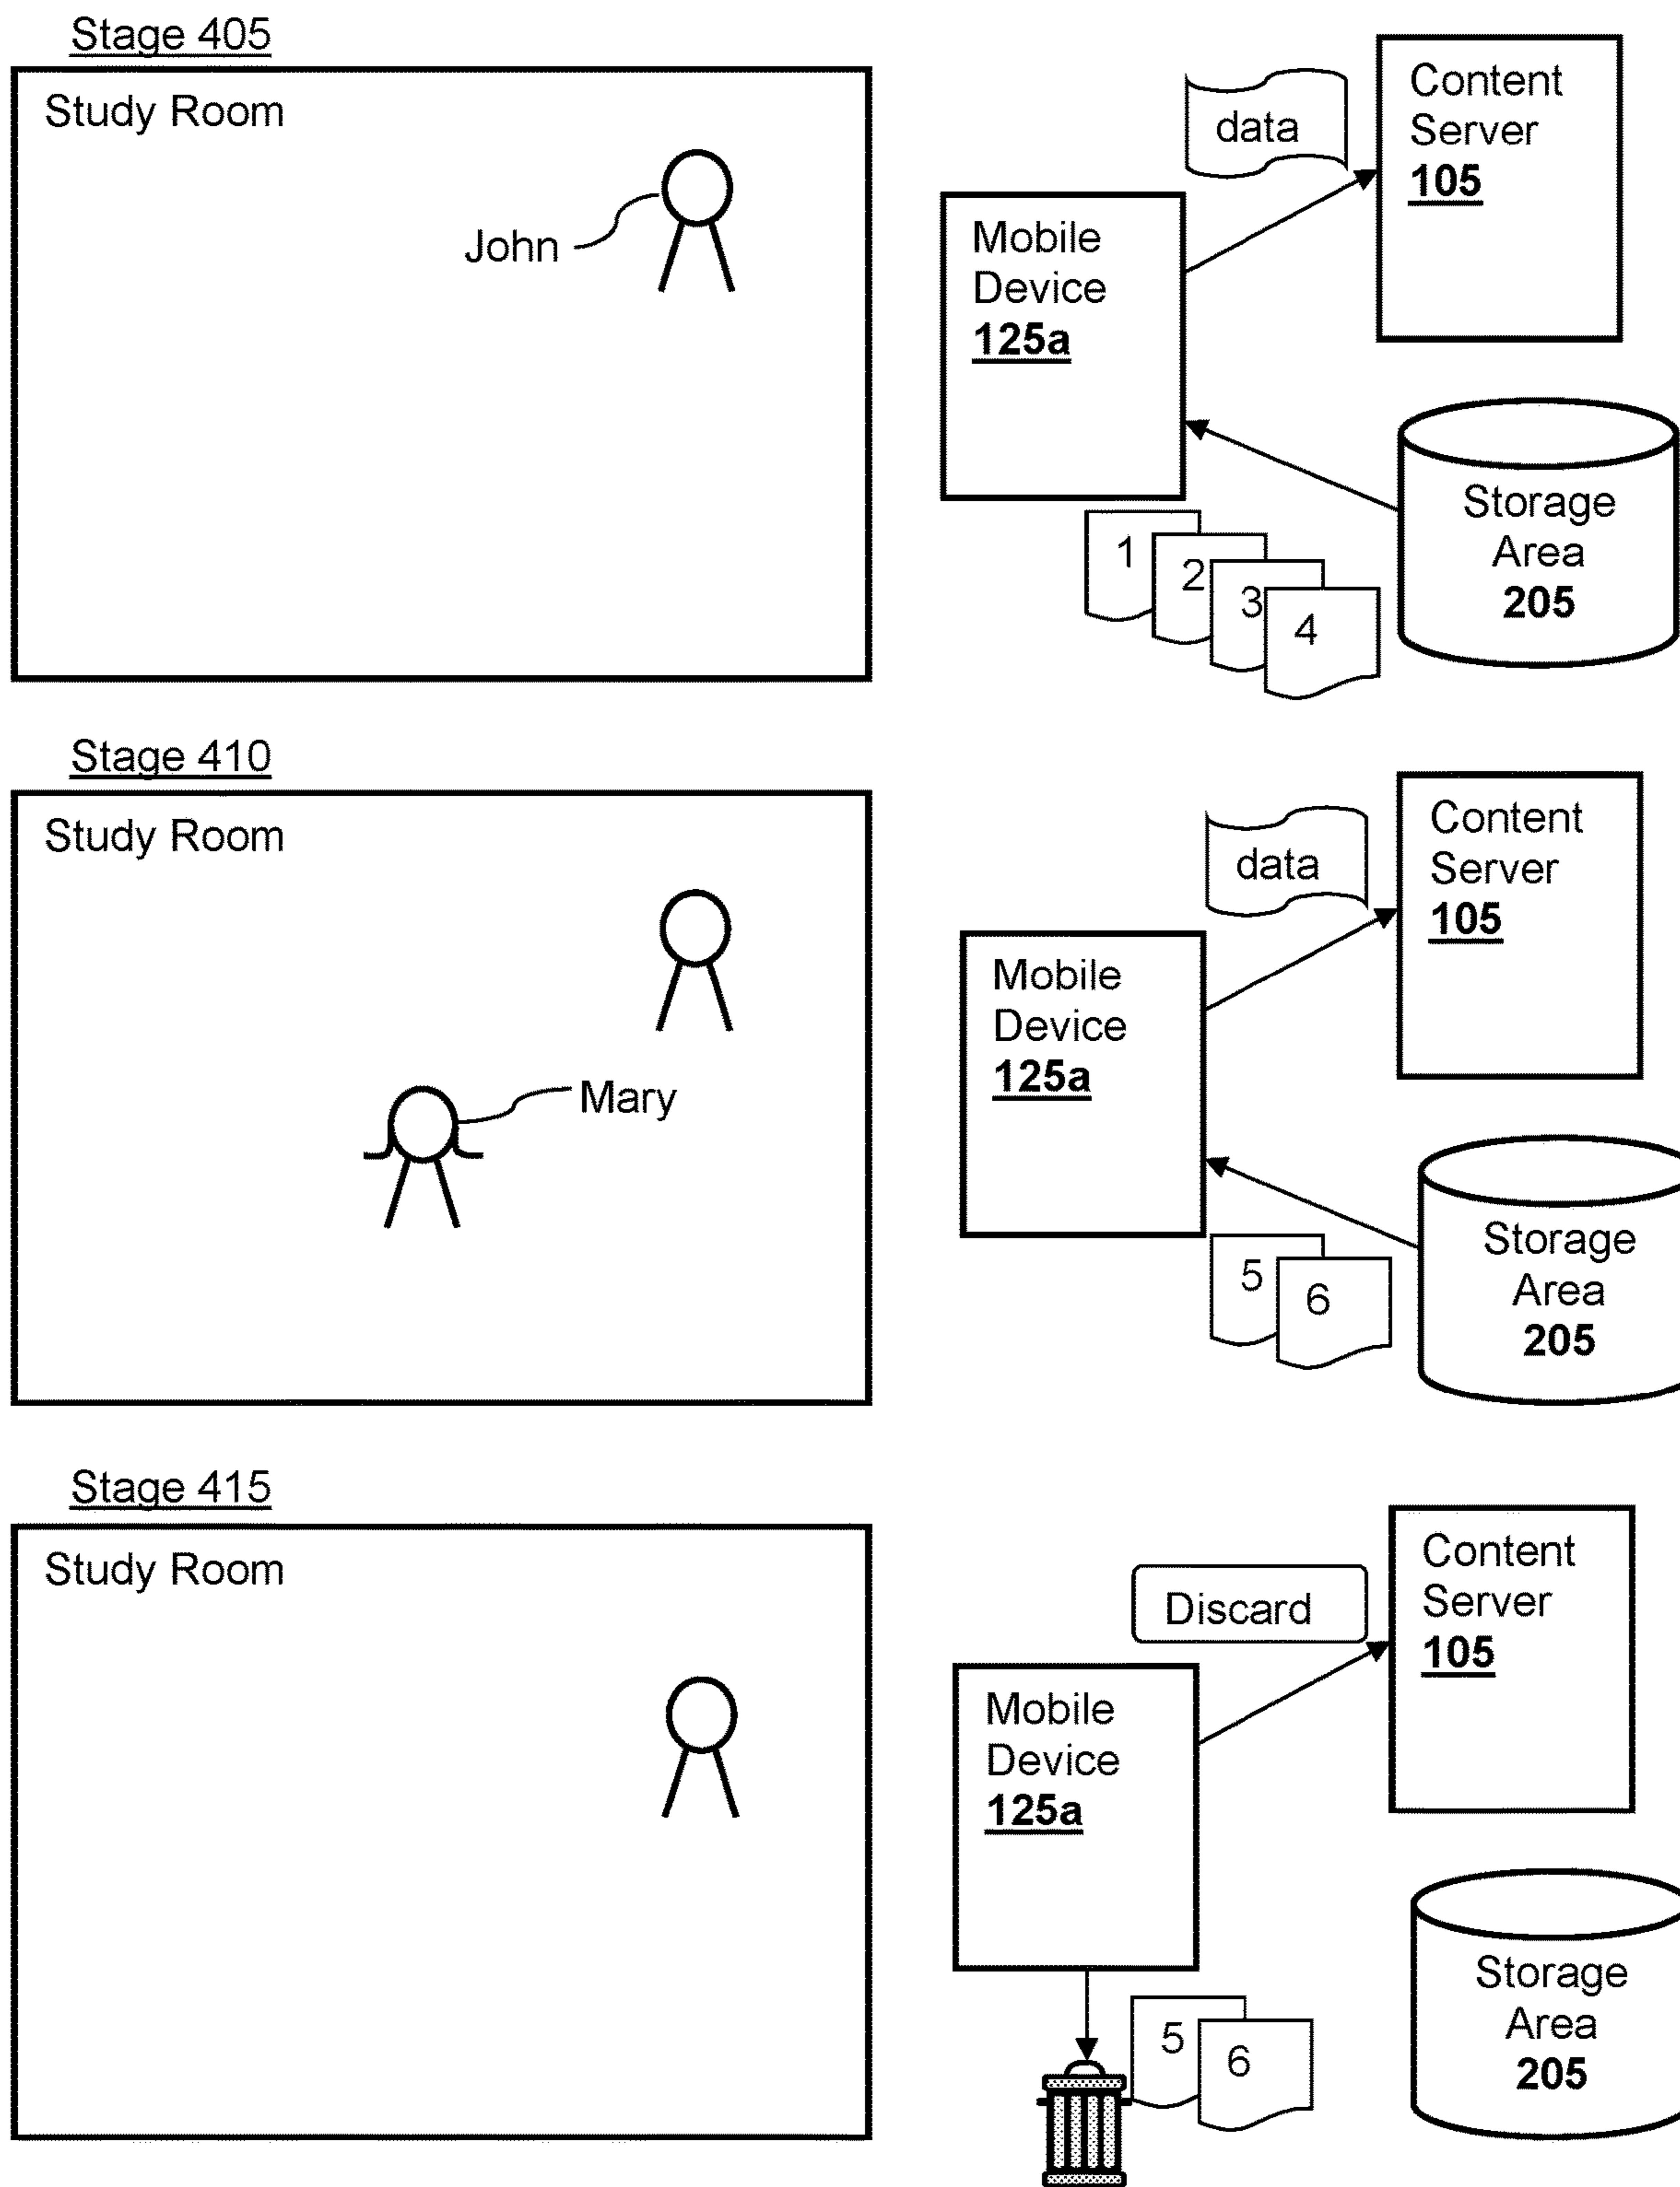 Stage 405
Study Room
John
data
Content
Server
105
Mobile
Device
125a
Storage
Area
205
1
2
3
4
Stage 410
Study Room
Mary
data
Content
Server
105
Mobile
Device
125a
Storage
Area
205
5
6
Stage 415
Study Room
Discard
Content
Server
105
Mobile
Device
125a
Storage
Area
205
5
6